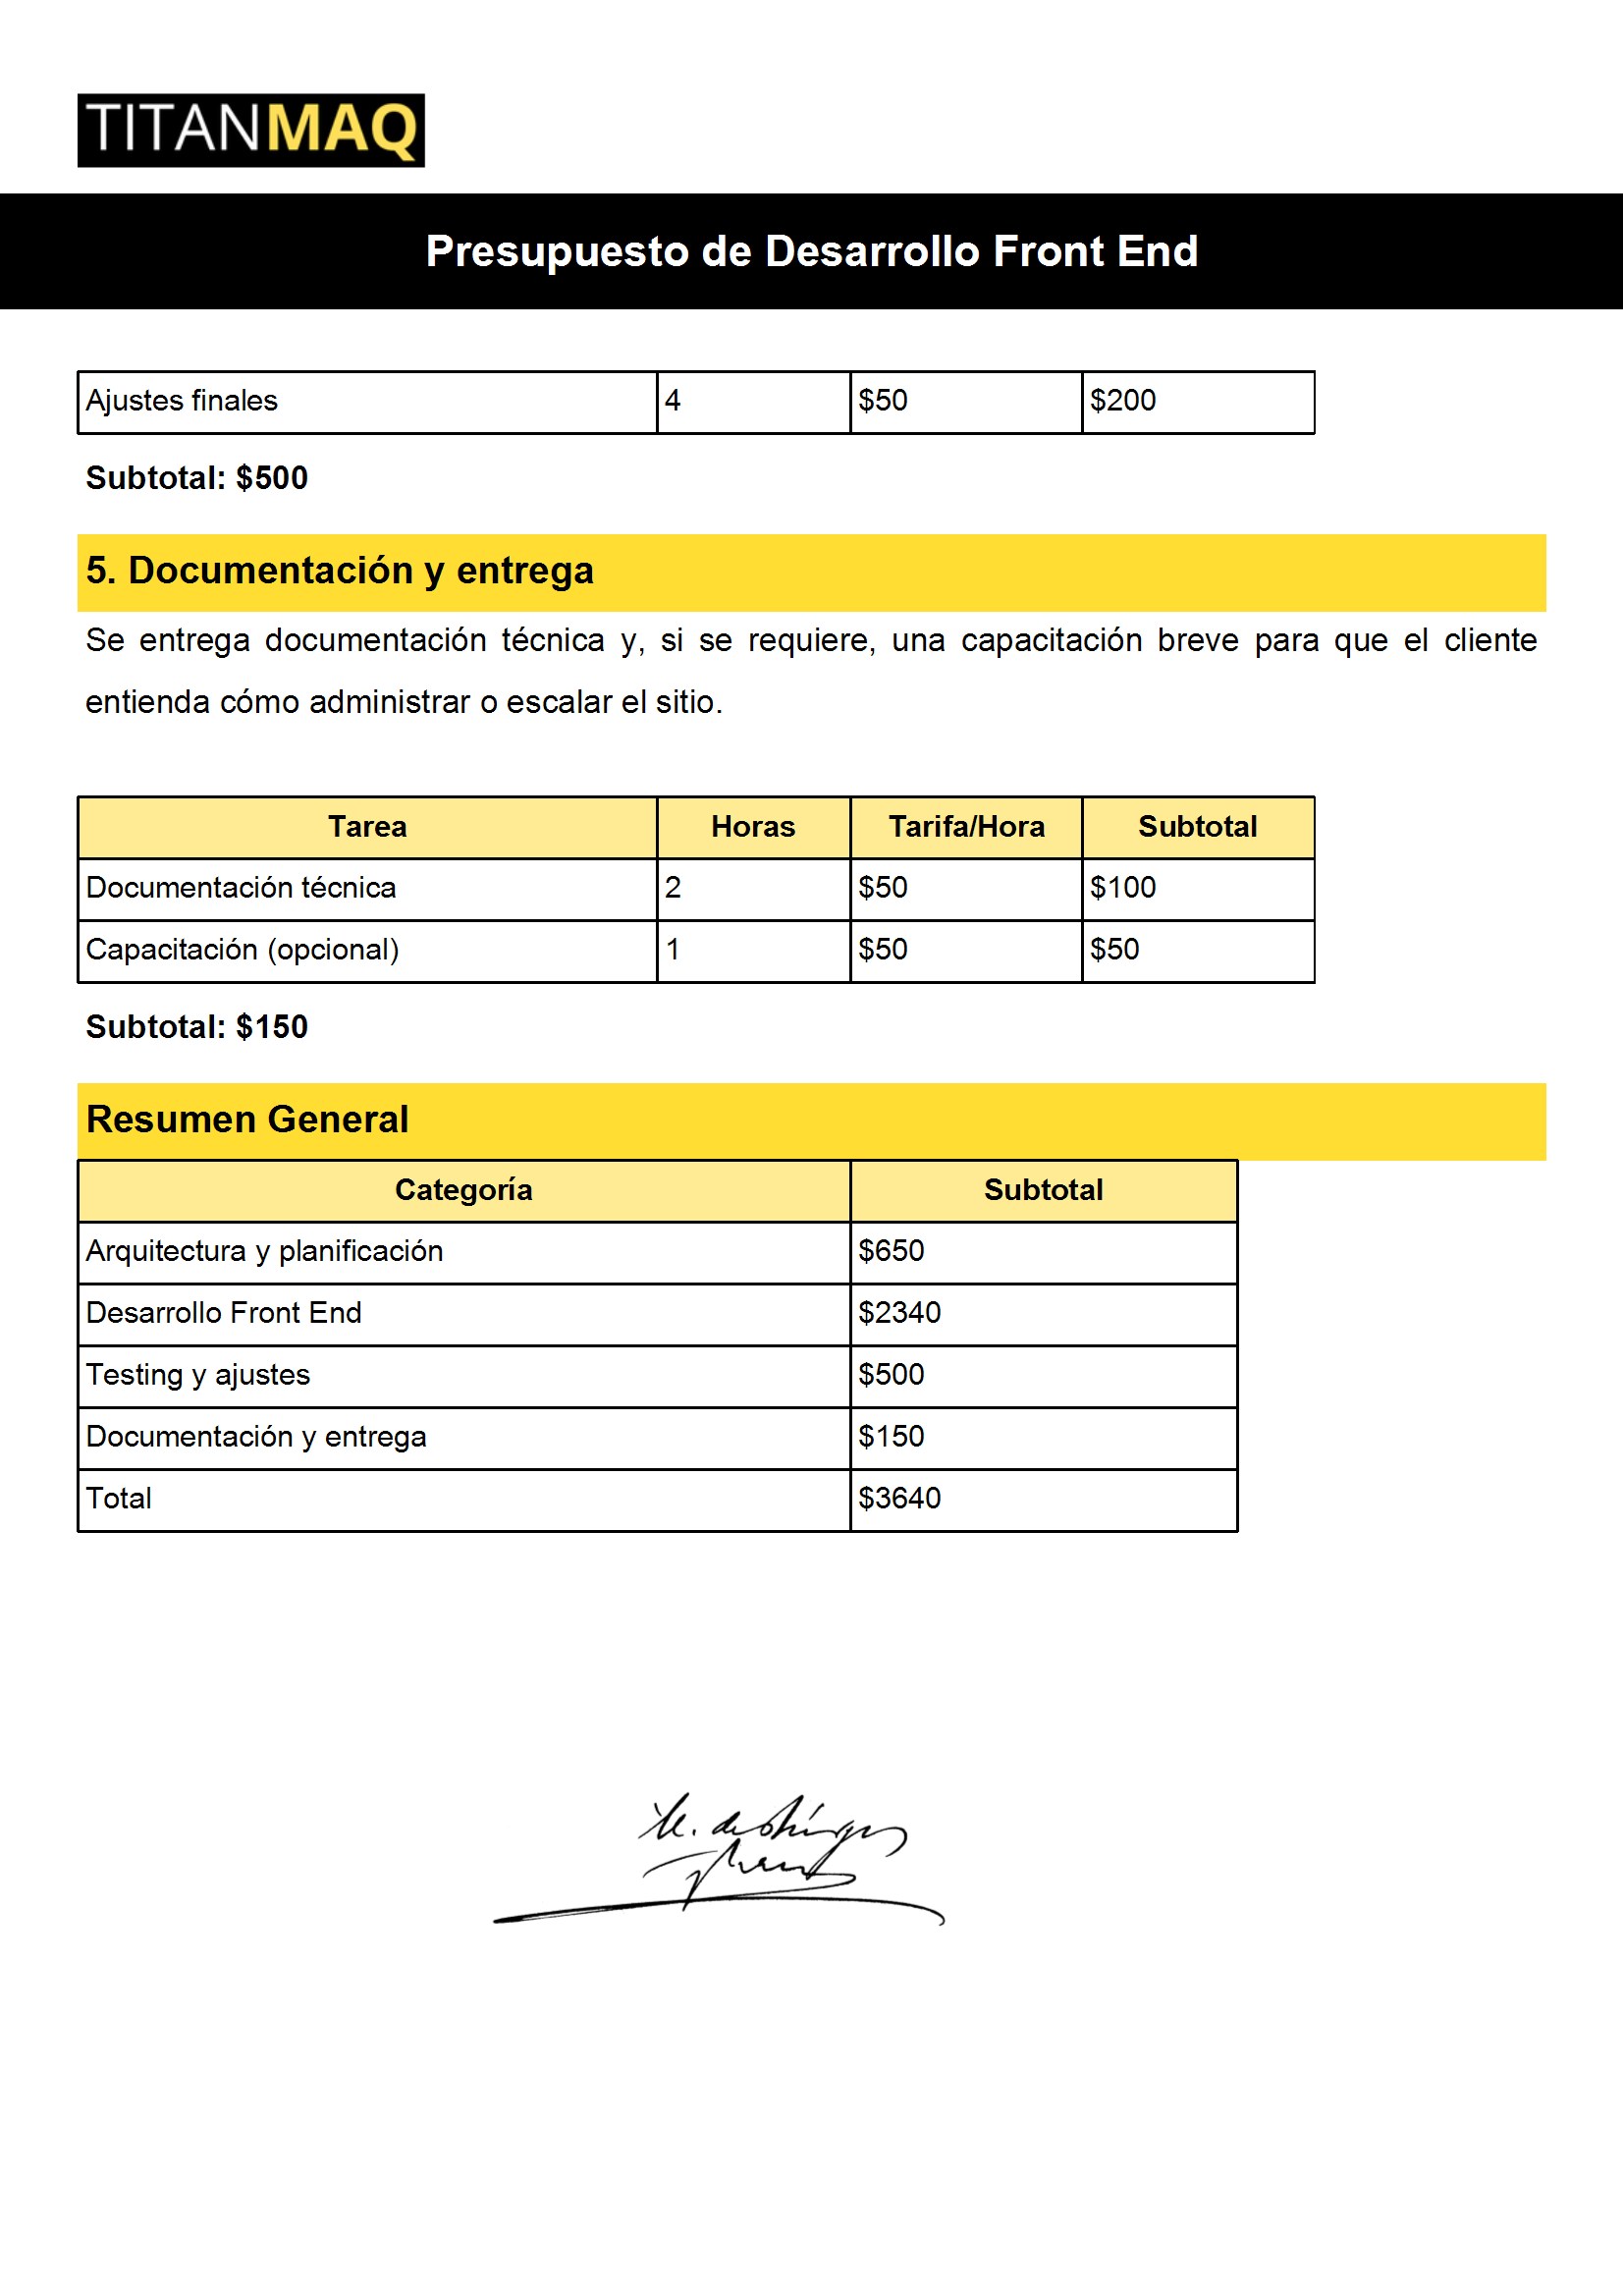 TITANMAQ
Presupuesto de Desarrollo Front End
Ajustes finales 4 $50 $200
Subtotal: $500
5. Documentación y entrega
Se entrega documentación técnica y, si se requiere, una capacitación breve para que el cliente
entienda cómo administrar o escalar el sitio.
Tarea Horas Tarifa/Hora Subtotal
Documentación técnica 2 $50 $100
Capacitación (opcional) 1 $50 $50
Subtotal: $150
Resumen General
Categoría Subtotal
Arquitectura y planificación $650
Desarrollo Front End $2340
Testing y ajustes $500
Documentación y entrega $150
Total $3640